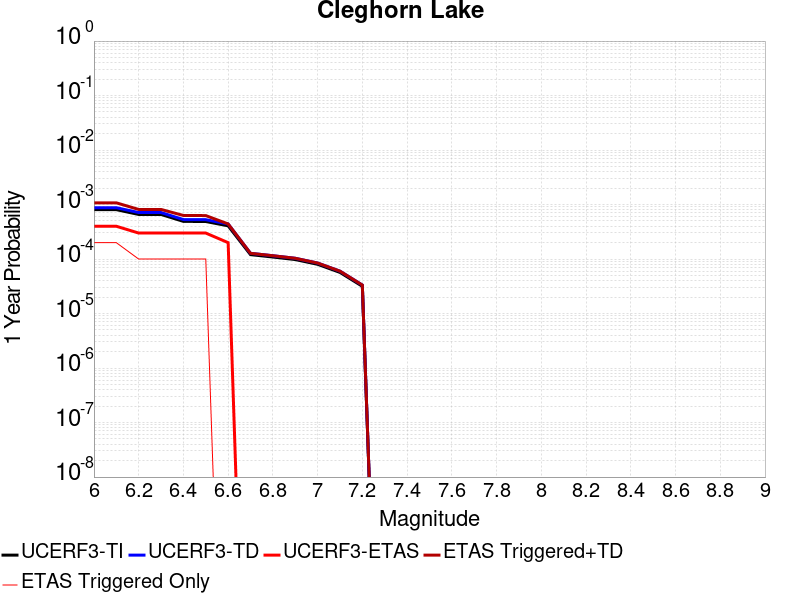 Cleghorn Lake
1 Year Probability
10^0
10^-1
10^-2
10^-3
10^-4
10^-5
10^-6
10^-7
10^-8
6 6.2 6.4 6.6 6.8 7 7.2 7.4 7.6 7.8 8 8.2 8.4 8.6 8.8 9
Magnitude
UCERF3-TI UCERF3-TD UCERF3-ETAS ETAS Triggered+TD
ETAS Triggered Only